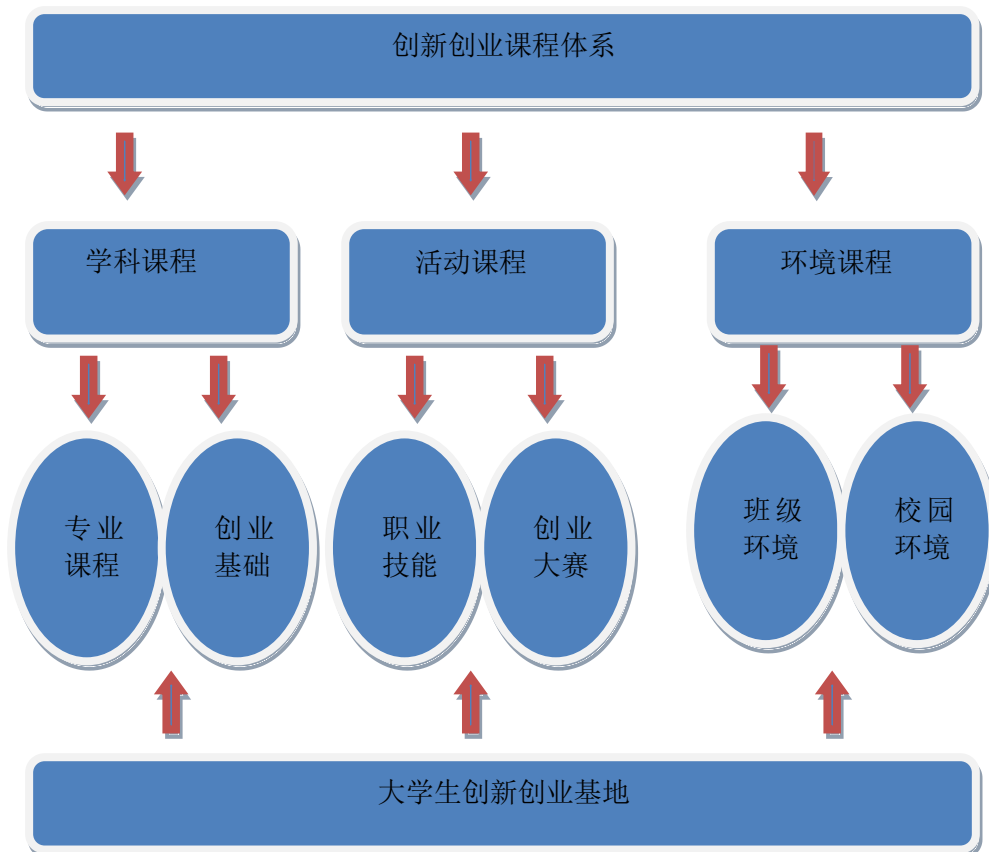 创新创业课程体系
学科课程
活动课程
环境课程
专业
课程
创业
基础
职业
技能
创业
大赛
班级
环境
校园
环境
大学生创新创业基地